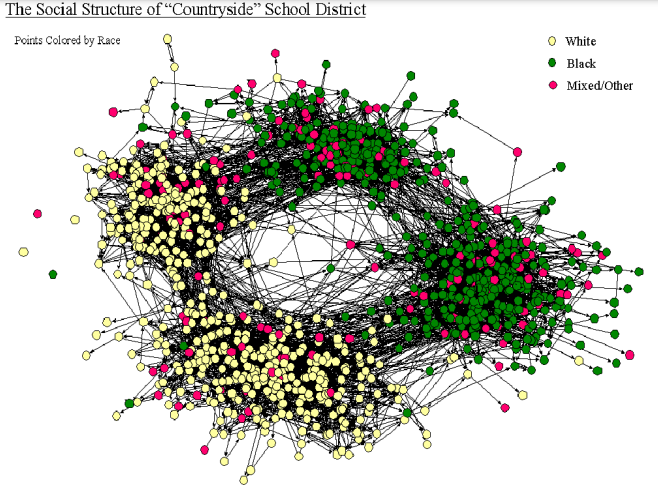 The Social Structure of “Countryside” School District
Points Colored by Race
White
Black
Mixed/Other